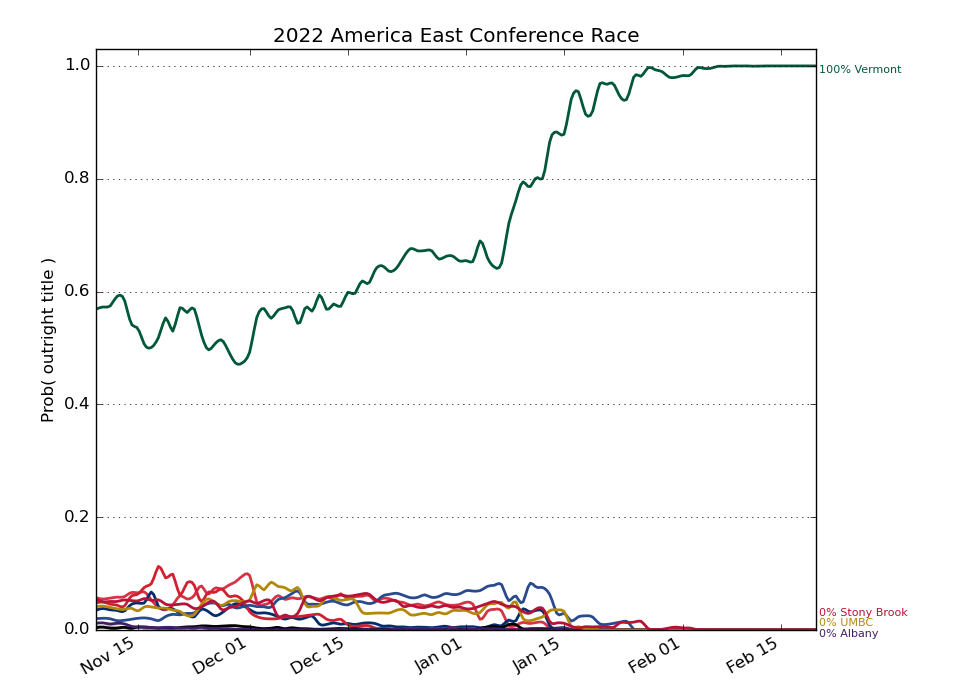 2022 America East Conference Race
Prob( outright title )
1.0
0.8
0.6
0.4
0.2
0.0
Nov 15
Dec 01
Dec 15
Jan 01
Jan 15
Feb 01
Feb 15
100% Vermont
0% Stony Brook
0% UMBC
0% Albany